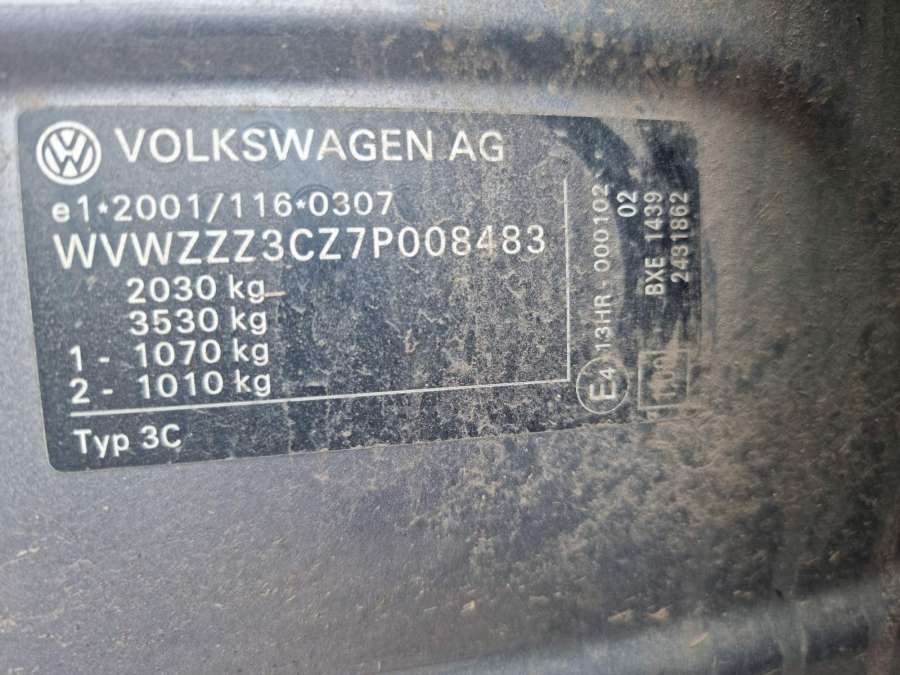 VOLKSWAGEN AG
e1*2001/116*0307
WVWZZZ3CZ7P008483
2030 kg
3530 kg
1 - 1070 kg
2 - 1010 kg
Typ 3C
E4 13HR - 000102
02
BXE 1439
2431862